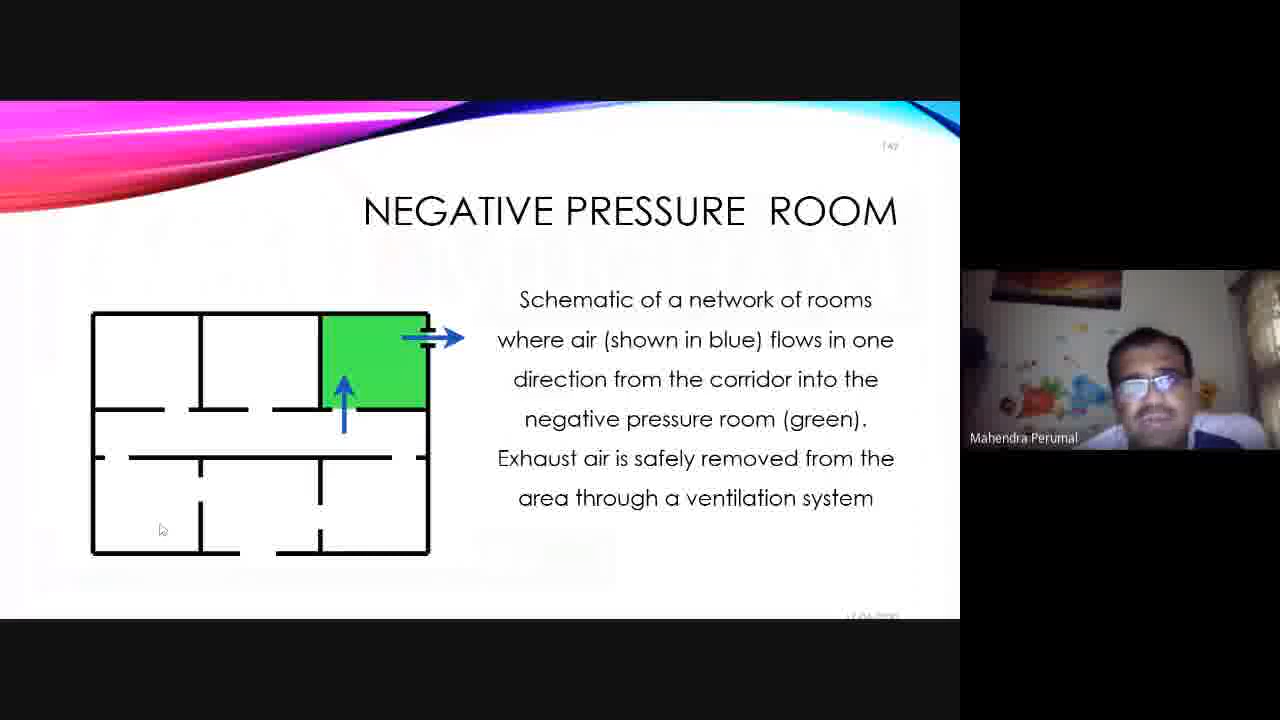 NEGATIVE PRESSURE ROOM
Schematic of a network of rooms
where air (shown in blue) flows in one
direction from the corridor into the
negative pressure room (green).
Exhaust air is safely removed from the
area through a ventilation system
Mahendra Perumal